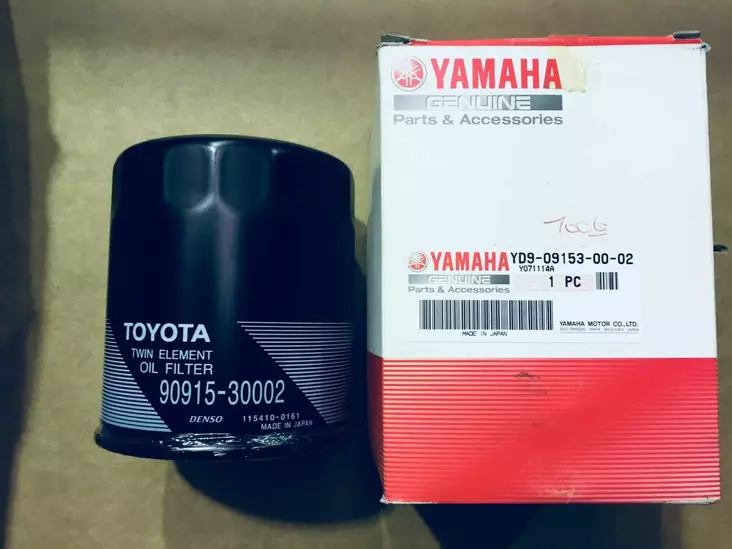 TOYOTA
TWIN ELEMENT
OIL FILTER
90915-30002
DENSO 115410-0161
MADE IN JAPAN
YAMAHA
GENUINE
Parts & Accessories
100G
YAMAHA YD9-09153-00-02
GENUINE Y071114A
Parts & Accessories 1 PC
MADE IN JAPAN
YAMAHA MOTOR CO.,LTD.